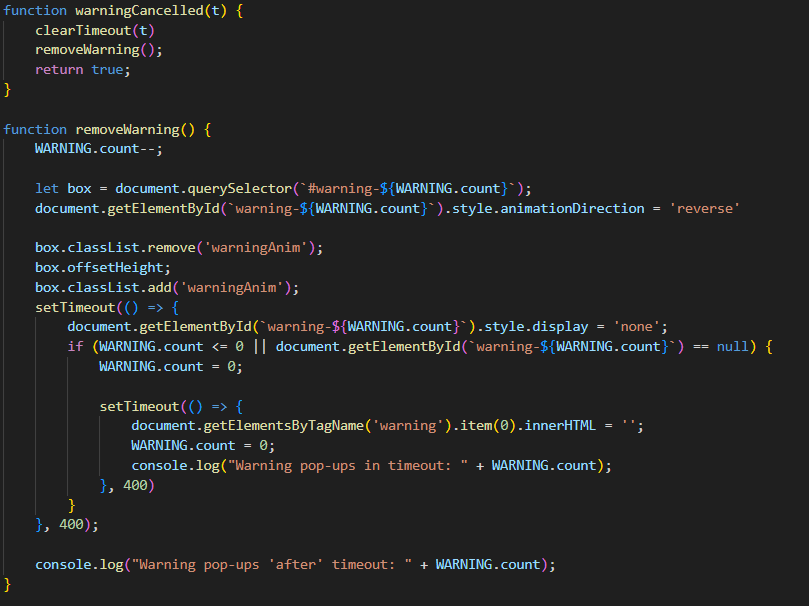 function warningCancelled(t) {
    clearTimeout(t)
    removeWarning();
    return true;
}

function removeWarning() {
    WARNING.count--;

    let box = document.querySelector(`#warning-${WARNING.count}`);
    document.getElementById(`warning-${WARNING.count}`).style.animationDirection = 'reverse'

    box.classList.remove('warningAnim');
    box.offsetHeight;
    box.classList.add('warningAnim');
    setTimeout(() => {
        document.getElementById(`warning-${WARNING.count}`).style.display = 'none';
        if (WARNING.count <= 0 || document.getElementById(`warning-${WARNING.count}`) == null) {
            WARNING.count = 0;

            setTimeout(() => {
                document.getElementsByTagName('warning').item(0).innerHTML = '';
                WARNING.count = 0;
                console.log("Warning pop-ups in timeout: " + WARNING.count);
            }, 400)
        }
    }, 400);

    console.log("Warning pop-ups 'after' timeout: " + WARNING.count);
}